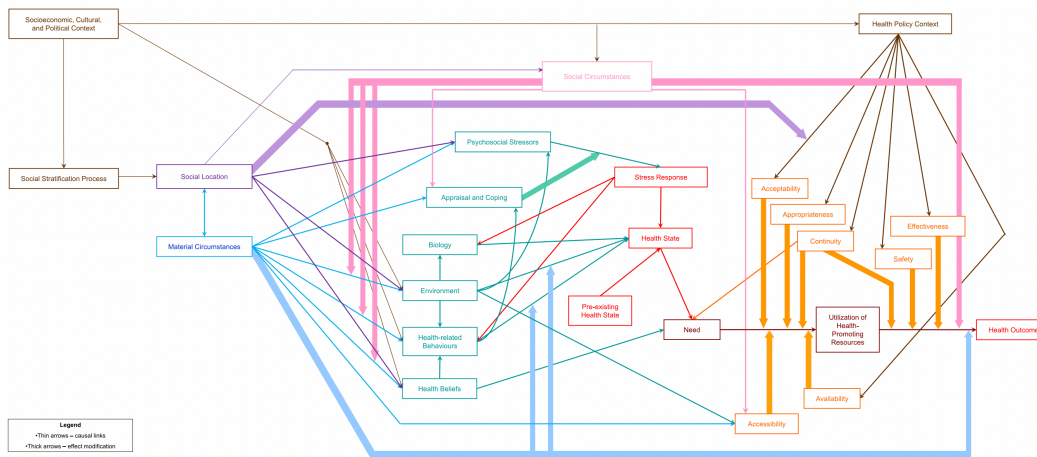 Socioeconomic, Cultural,
and Political Context
Health Policy Context
Social Circumstances
Psychosocial Stressors
Social Stratification Process
Social Location
Stress Response
Acceptability
Appraisal and Coping
Appropriateness
Effectiveness
Material Circumstances
Biology
Health State
Continuity
Safety
Environment
Pre-existing
Health State
Health-related
Behaviours
Need
Utilization of
Health-
Promoting
Resources
Health Outcome
Health Beliefs
Availability
Accessibility
Legend
•Thin arrows – causal links
•Thick arrows – effect modification